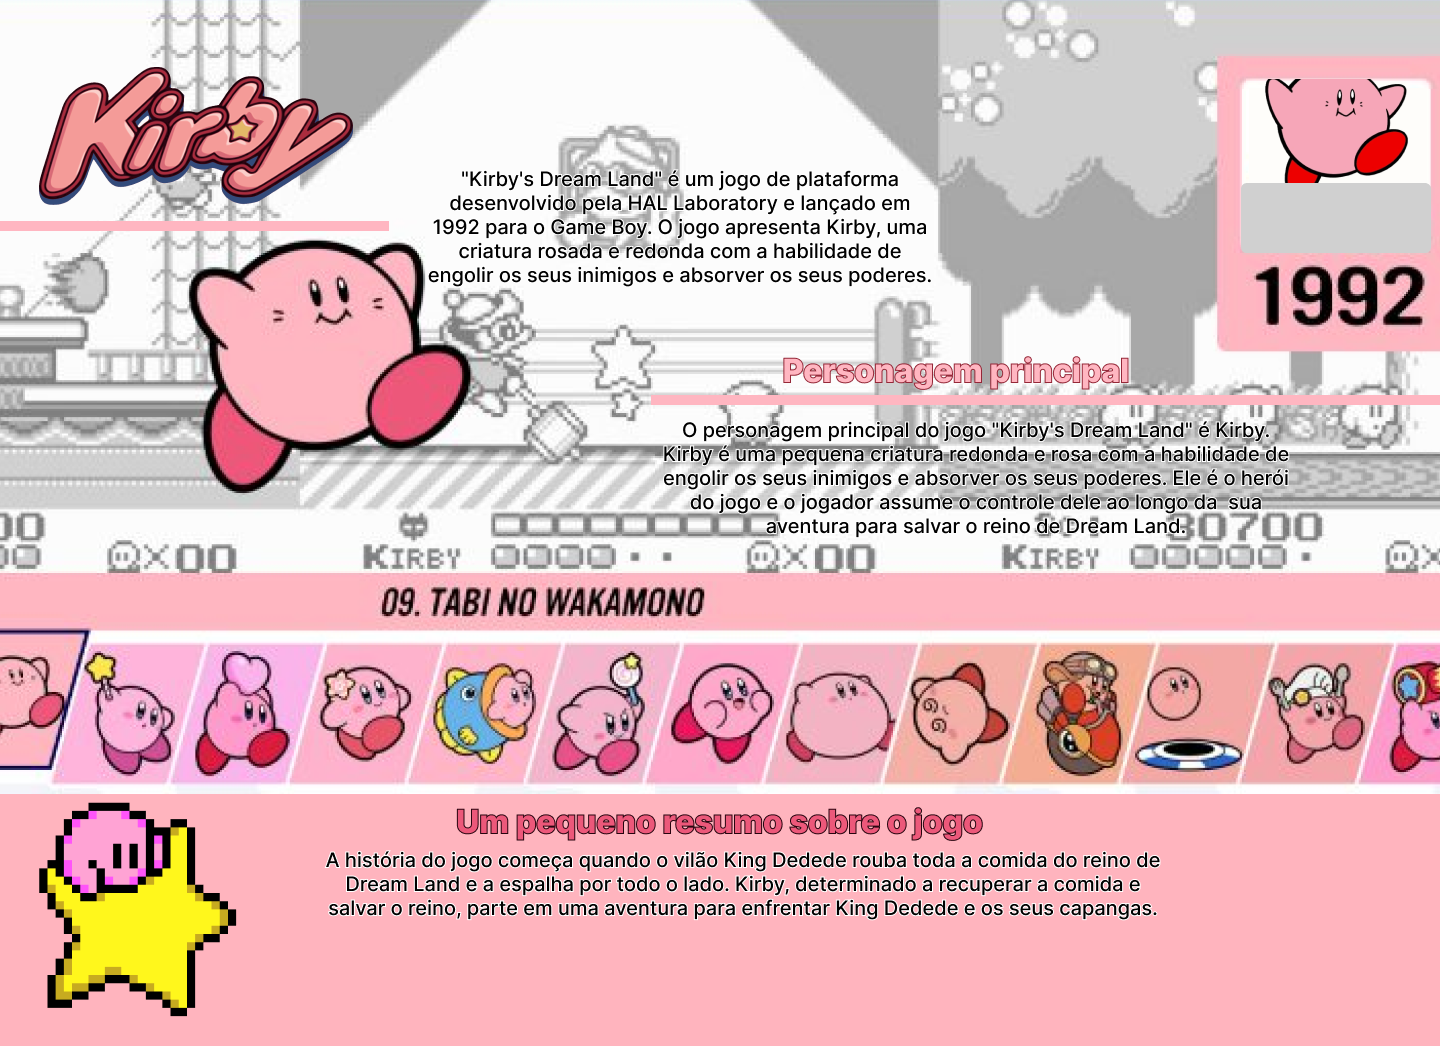 Kirby
"Kirby's Dream Land" é um jogo de plataforma
desenvolvido pela HAL Laboratory e lançado em
1992 para o Game Boy. O jogo apresenta Kirby, uma
criatura rosada e redonda com a habilidade de
engolir os seus inimigos e absorver os seus poderes.
1992
Personagem principal
O personagem principal do jogo "Kirby's Dream Land" é Kirby.
Kirby é uma pequena criatura redonda e rosa com a habilidade de
engolir os seus inimigos e absorver os seus poderes. Ele é o herói
do jogo e o jogador assume o controle dele ao longo da  sua
aventura para salvar o reino de Dream Land.
00
30700
×00
KIRBY
×00
KIRBY
09. TABI NO WAKAMONO
Um pequeno resumo sobre o jogo
A história do jogo começa quando o vilão King Dedede rouba toda a comida do reino de
Dream Land e a espalha por todo o lado. Kirby, determinado a recuperar a comida e
salvar o reino, parte em uma aventura para enfrentar King Dedede e os seus capangas.